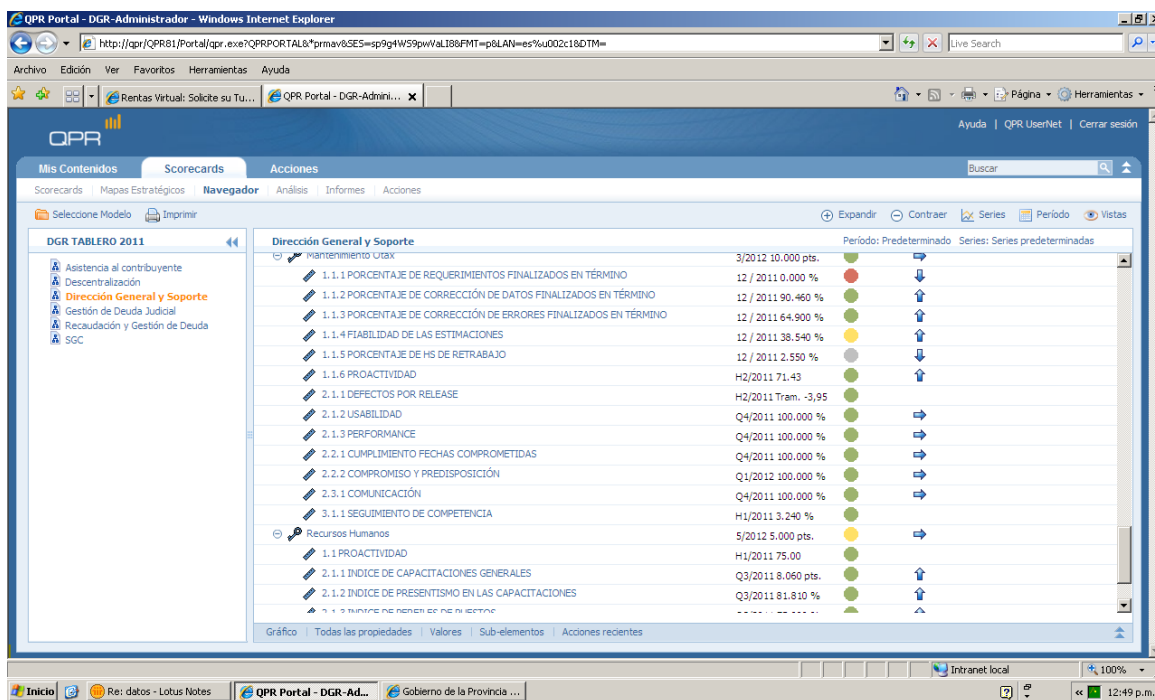 QPR Portal - DGR-Administrador - Windows Internet Explorer
http://qpr/QPR81/Portal/qpr.exe?QPRPORTAL&*prmav&SES=sp9g4WS9pwVaLI8&FMT=p&LAN=es%u002c1&DTM=
Live Search
Archivo Edición Ver Favoritos Herramientas Ayuda
Rentas Virtual: Solicite su Tu... QPR Portal - DGR-Admini... Página Herramientas
QPR
Ayuda | QPR UserNet | Cerrar sesión
Mis Contenidos Scorecards Acciones Buscar
Scorecards | Mapas Estratégicos | Navegador | Análisis | Informes | Acciones
Seleccione Modelo Imprimir Expandir Contraer Series Período Vistas
DGR TABLERO 2011
Asistencia al contribuyente
Descentralización
Dirección General y Soporte
Gestión de Deuda Judicial
Recaudación y Gestión de Deuda
SGC
Dirección General y Soporte Período: Predeterminado Series: Series predeterminadas
Mantenimiento Otax 3/2012 10.000 pts.
1.1.1 PORCENTAJE DE REQUERIMIENTOS FINALIZADOS EN TÉRMINO 12 / 2011 0.000 %
1.1.2 PORCENTAJE DE CORRECCIÓN DE DATOS FINALIZADOS EN TÉRMINO 12 / 2011 90.460 %
1.1.3 PORCENTAJE DE CORRECCIÓN DE ERRORES FINALIZADOS EN TÉRMINO 12 / 2011 64.900 %
1.1.4 FIABILIDAD DE LAS ESTIMACIONES 12 / 2011 38.540 %
1.1.5 PORCENTAJE DE HS DE RETRABAJO 12 / 2011 2.550 %
1.1.6 PROACTIVIDAD H2/2011 71.43
2.1.1 DEFECTOS POR RELEASE H2/2011 Tram. -3,95
2.1.2 USABILIDAD Q4/2011 100.000 %
2.1.3 PERFORMANCE Q4/2011 100.000 %
2.2.1 CUMPLIMIENTO FECHAS COMPROMETIDAS Q4/2011 100.000 %
2.2.2 COMPROMISO Y PREDISPOSICIÓN Q1/2012 100.000 %
2.3.1 COMUNICACIÓN Q4/2011 100.000 %
3.1.1 SEGUIMIENTO DE COMPETENCIA H1/2011 3.240 %
Recursos Humanos 5/2012 5.000 pts.
1.1 PROACTIVIDAD H1/2011 75.00
2.1.1 INDICE DE CAPACITACIONES GENERALES Q3/2011 8.060 pts.
2.1.2 INDICE DE PRESENTISMO EN LAS CAPACITACIONES Q3/2011 81.810 %
2.1.3 INDICE DE PERFILES DE PUESTOS
Gráfico | Todas las propiedades | Valores | Sub-elementos | Acciones recientes
Intranet local 100%
Inicio Re: datos - Lotus Notes QPR Portal - DGR-Ad... Gobierno de la Provincia ... 12:49 p.m.